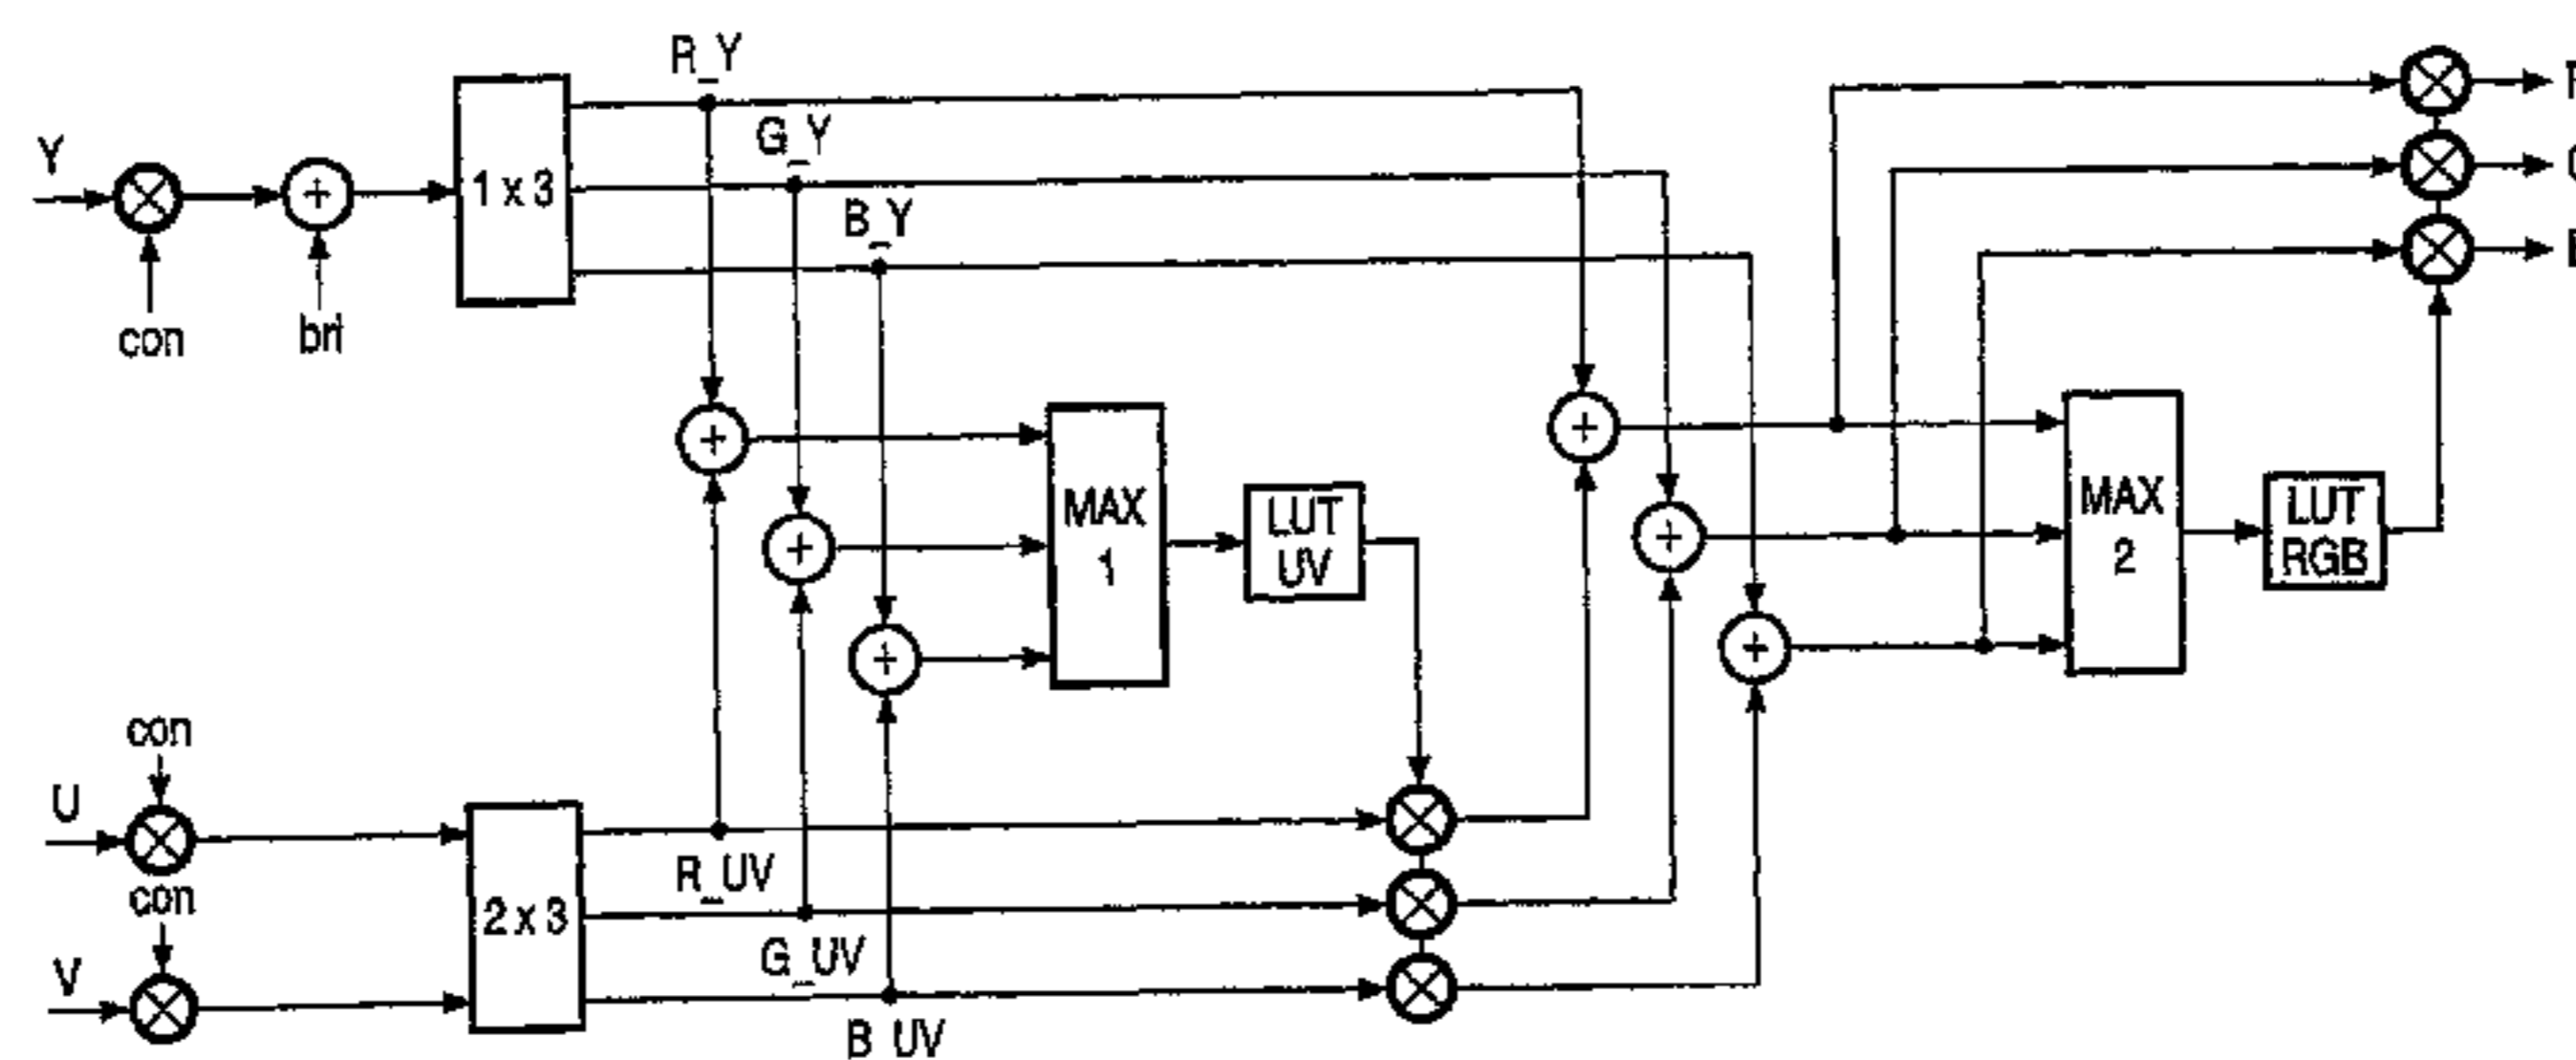 R_Y
G_Y
B_Y
Y
con
bri
1 x 3
MAX
1
LUT
UV
MAX
2
LUT
RGB
con
U
con
V
2 x 3
R_UV
G_UV
B_UV